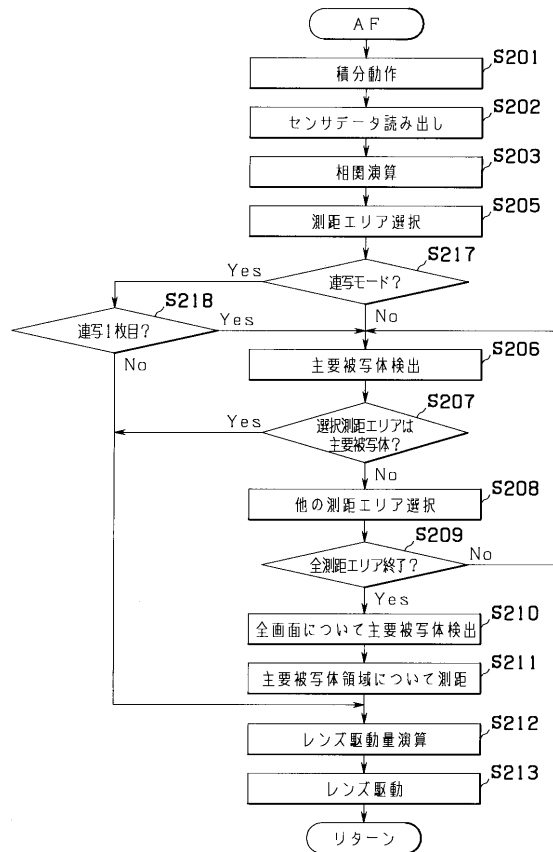 AF
S201
積分動作
S202
センサデータ読み出し
S203
相関演算
S205
測距エリア選択
S217
連写モード?
Yes
No
S218
連写1枚目?
Yes
No
S206
主要被写体検出
S207
選択測距エリアは
主要被写体?
Yes
No
S208
他の測距エリア選択
S209
全測距エリア終了?
No
Yes
S210
全画面について主要被写体検出
S211
主要被写体領域について測距
S212
レンズ駆動量演算
S213
レンズ駆動
リターン